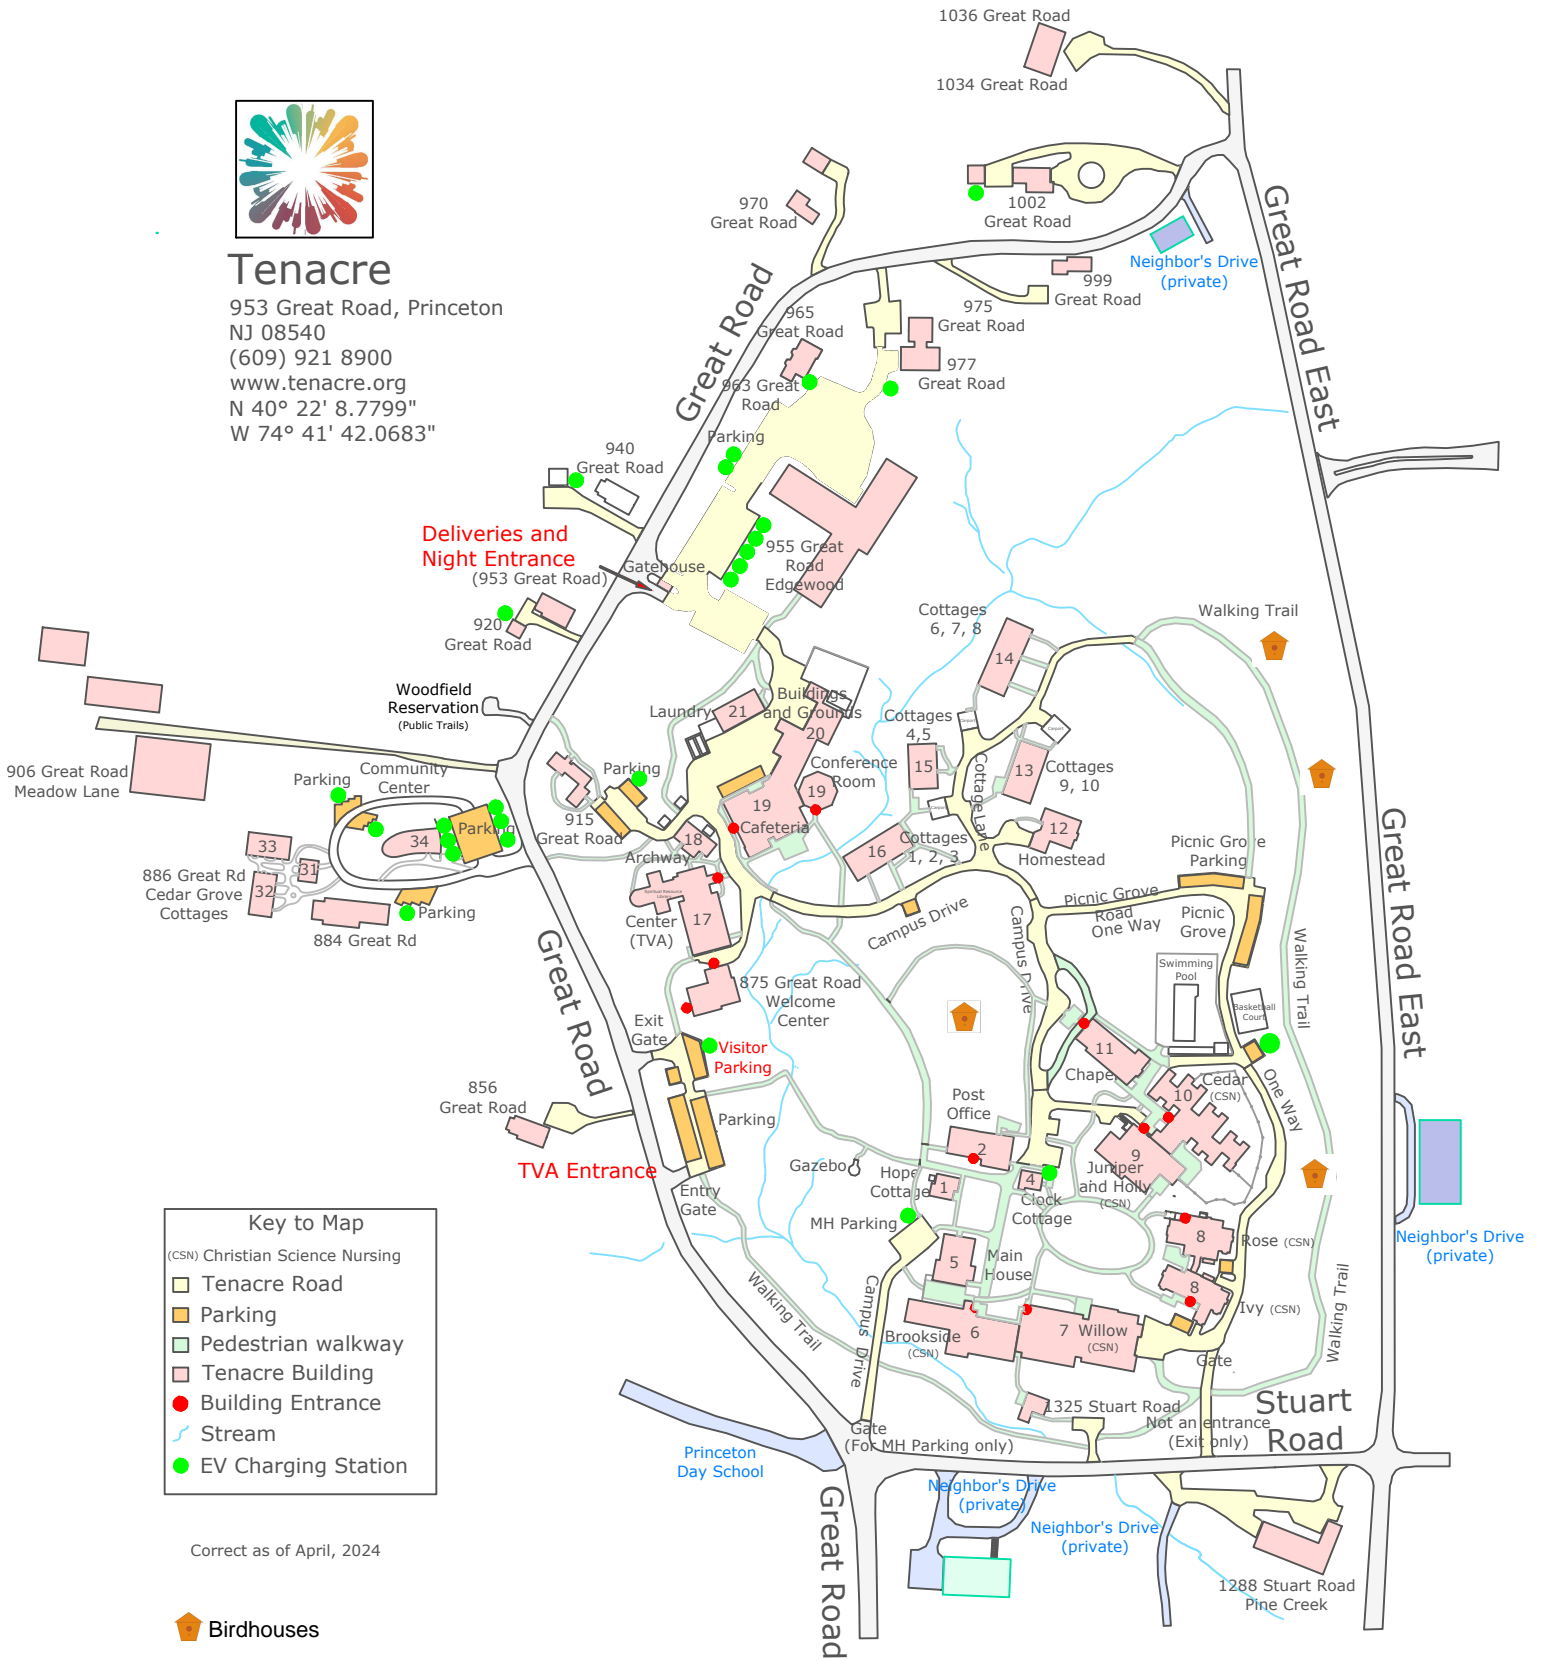 1036 Great Road
1034 Great Road
Tenacre
953 Great Road, Princeton
NJ 08540
(609) 921 8900
www.tenacre.org
N 40° 22' 8.7799"
W 74° 41' 42.0683"
970
Great Road
1002
Great Road
Neighbor's Drive
(private)
999
Great Road
975
Great Road
977
Great Road
965
Great Road
963 Great
Road
Great Road
Great Road East
Parking
940
Great Road
Deliveries and
Night Entrance
(953 Great Road)
Gatehouse
955 Great
Road
Edgewood
920
Great Road
Cottages
6, 7, 8
14
Walking Trail
Woodfield
Reservation
(Public Trails)
Laundry
21
Buildings
and Grounds
20
Cottages
4,5
15
Carport
Carport
Carport
Cottage Lane
13
Cottages
9, 10
12
Homestead
Conference
Room
19
19
Cafeteria
16
Cottages
1, 2, 3
906 Great Road
Meadow Lane
Parking
Community
Center
Parking
34
33
31
32
886 Great Rd
Cedar Grove
Cottages
884 Great Rd
Parking
Parking
915
Great Road
18
Archway
Spiritual Resource
Library
Center
(TVA)
17
Campus Drive
Campus Drive
Picnic Grove
Parking
Picnic Grove
Road
One Way
Picnic
Grove
Great Road East
Walking Trail
Great Road
875 Great Road
Welcome
Center
Exit
Gate
Visitor
Parking
Swimming
Pool
Basketball
Court
11
Chapel
10
Cedar
(CSN)
One Way
856
Great Road
Parking
TVA Entrance
Entry
Gate
Post
Office
2
9
Juniper
and Holly
(CSN)
Gazebo
Hope
Cottage
1
4
Clock
Cottage
MH Parking
5
Main
House
8
Rose (CSN)
8
Ivy (CSN)
Neighbor's Drive
(private)
Key to Map
(CSN) Christian Science Nursing
Tenacre Road
Parking
Pedestrian walkway
Tenacre Building
Building Entrance
Stream
EV Charging Station
Walking Trail
Campus Drive
Brookside
(CSN)
6
7
Willow
(CSN)
Gate
Walking Trail
1325 Stuart Road
Not an entrance
(Exit only)
Stuart
Road
Gate
(For MH Parking only)
Princeton
Day School
Neighbor's Drive
(private)
Neighbor's Drive
(private)
Great Road
1288 Stuart Road
Pine Creek
Correct as of April, 2024
Birdhouses